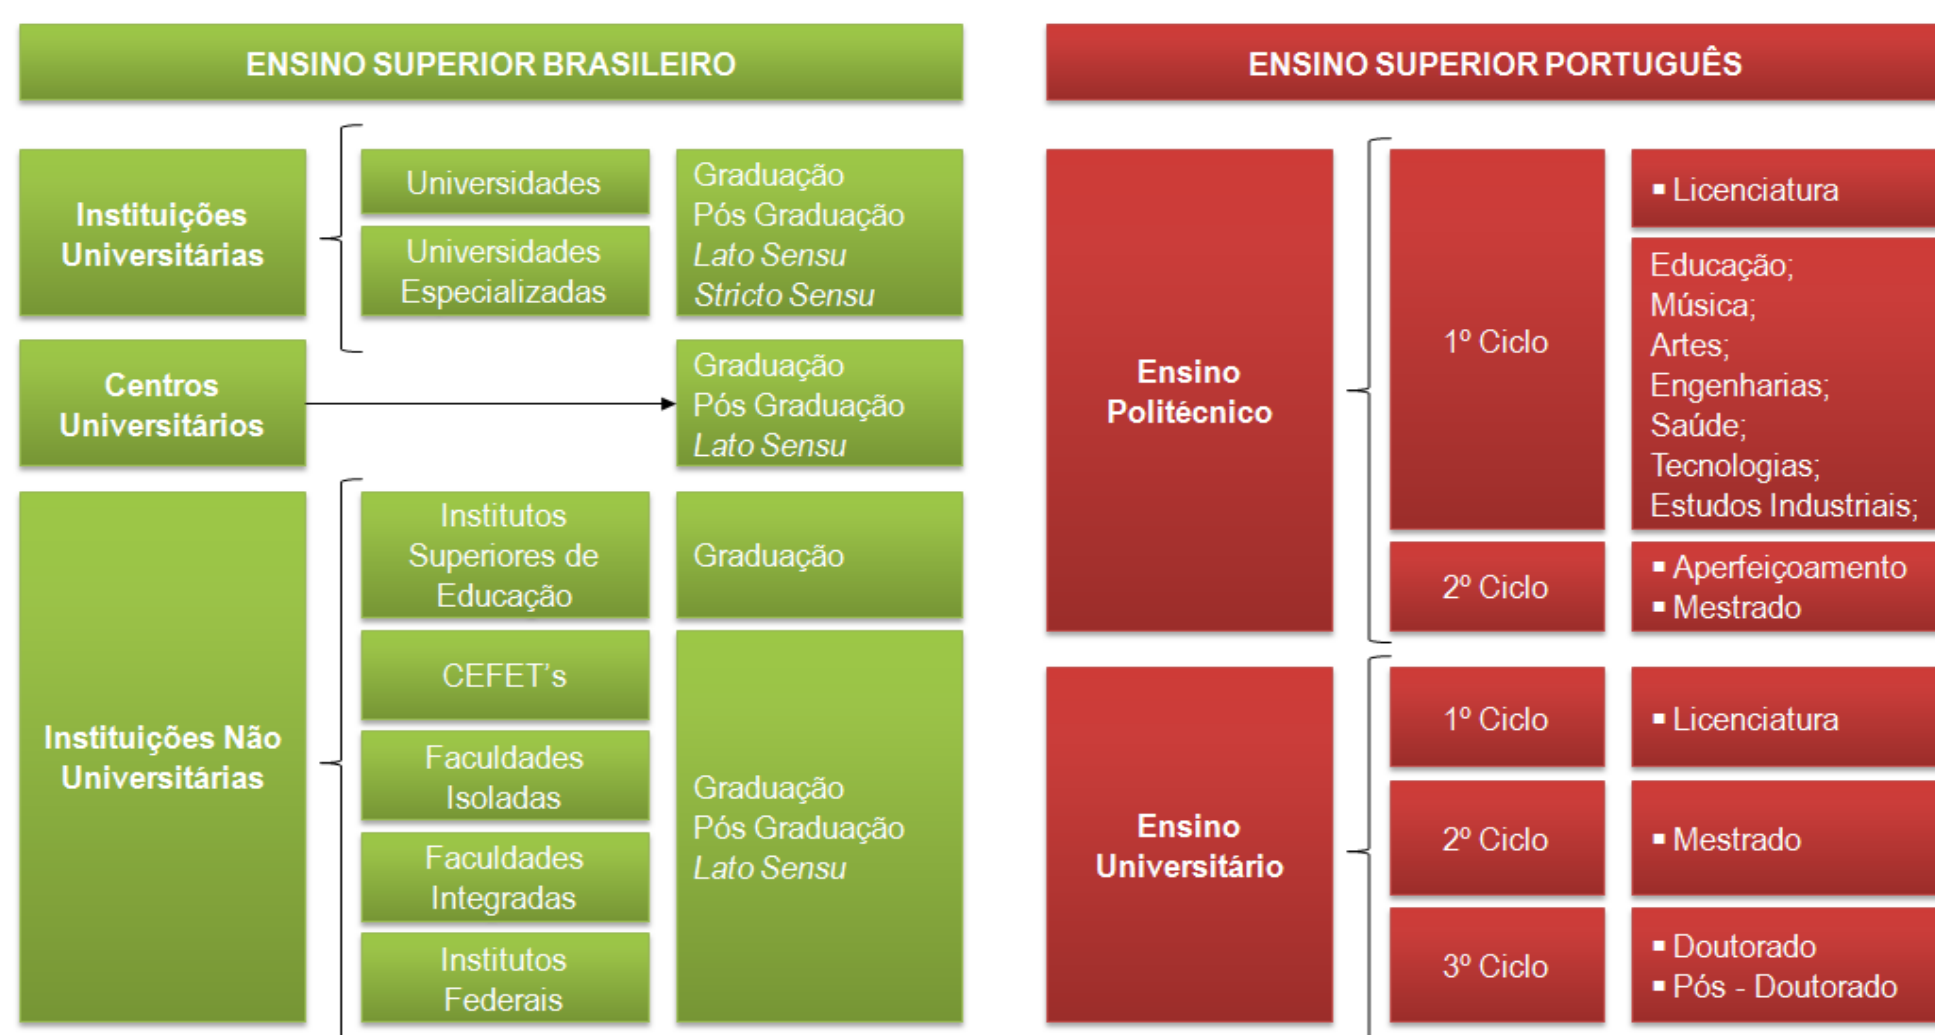 ENSINO SUPERIOR BRASILEIRO
Instituições
Universitárias
Universidades
Universidades
Especializadas
Graduação
Pós Graduação
Lato Sensu
Stricto Sensu
Centros
Universitários
Graduação
Pós Graduação
Lato Sensu
Instituições Não
Universitárias
Institutos
Superiores de
Educação
Graduação
CEFET's
Faculdades
Isoladas
Faculdades
Integradas
Institutos
Federais
Graduação
Pós Graduação
Lato Sensu
ENSINO SUPERIOR PORTUGUÊS
Ensino
Politécnico
1º Ciclo
▪ Licenciatura
Educação;
Música;
Artes;
Engenharias;
Saúde;
Tecnologias;
Estudos Industriais;
2º Ciclo
▪ Aperfeiçoamento
▪ Mestrado
Ensino
Universitário
1º Ciclo
▪ Licenciatura
2º Ciclo
▪ Mestrado
3º Ciclo
▪ Doutorado
▪ Pós - Doutorado